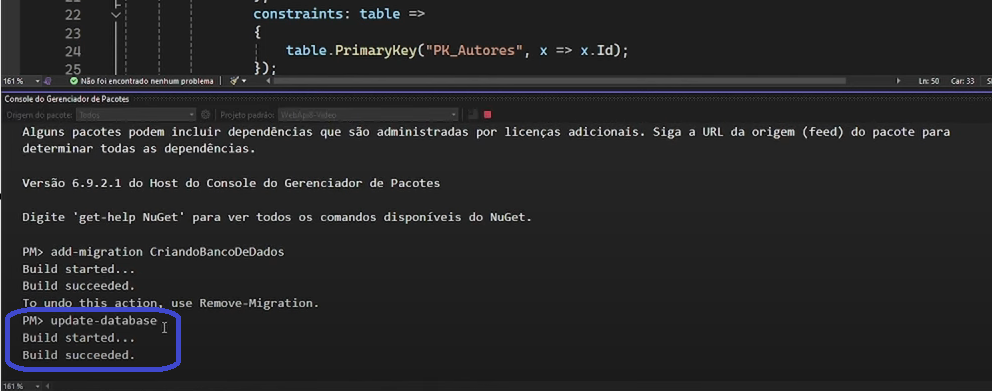 22 constraints: table =>
23 {
24 table.PrimaryKey("PK_Autores", x => x.Id);
25 });
161 % Não foi encontrado nenhum problema Ln: 50 Car: 33
Console do Gerenciador de Pacotes
Origem do pacote: Todos Projeto padrão: WebApi8-Video
Alguns pacotes podem incluir dependências que são administradas por licenças adicionais. Siga a URL da origem (feed) do pacote para
determinar todas as dependências.
Versão 6.9.2.1 do Host do Console do Gerenciador de Pacotes
Digite 'get-help NuGet' para ver todos os comandos disponíveis do NuGet.
PM> add-migration CriandoBancoDeDados
Build started...
Build succeeded.
To undo this action, use Remove-Migration.
PM> update-database
Build started...
Build succeeded.
161 %